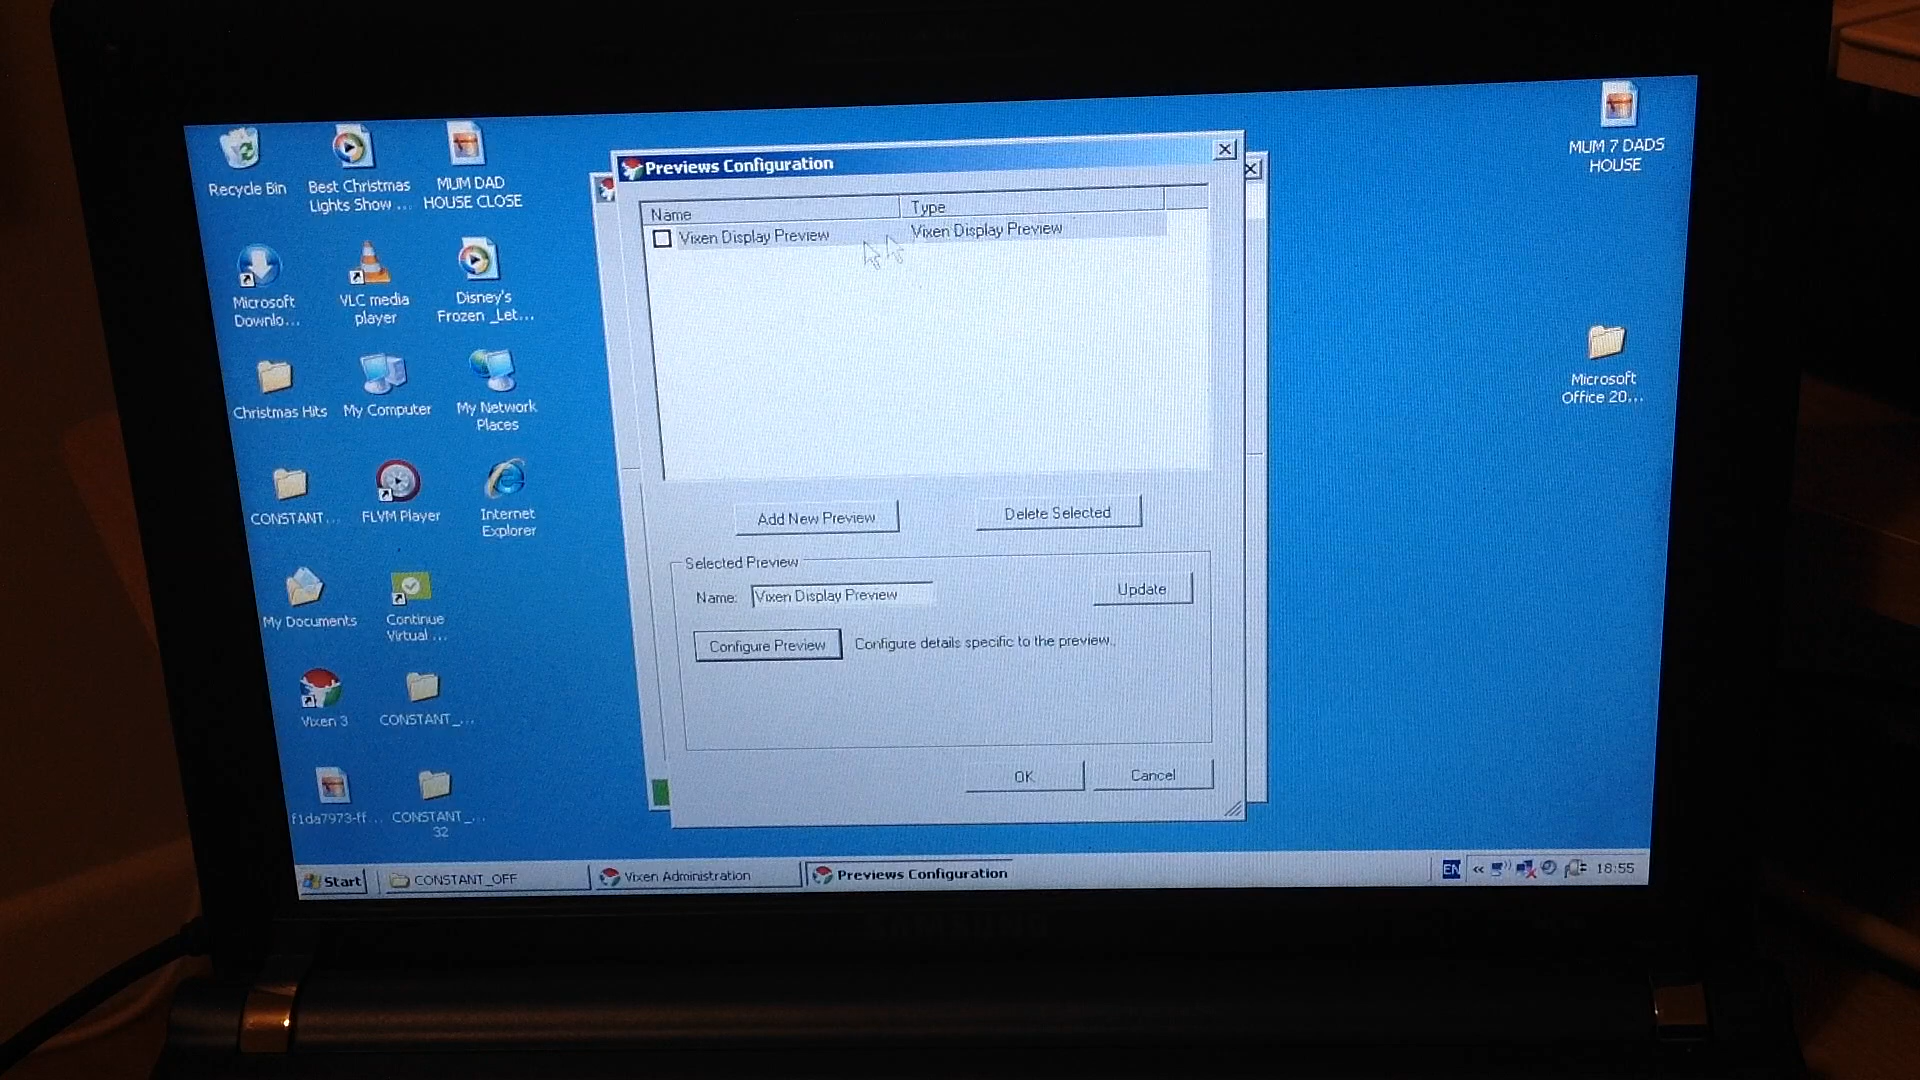 Recycle Bin
Best Christmas
Lights Show ...
MUM DAD
HOUSE CLOSE
Microsoft
Downlo...
VLC media
player
Disney's
Frozen _Let...
Christmas Hits
My Computer
My Network
Places
CONSTANT...
FLVM Player
Internet
Explorer
My Documents
Continue
Virtual ...
Vixen 3
CONSTANT_...
f1da7973-ff...
CONSTANT_...
32
MUM 7 DADS
HOUSE
Microsoft
Office 20...
Previews Configuration
Name
Type
Vixen Display Preview
Vixen Display Preview
Add New Preview
Delete Selected
Selected Preview
Name:
Vixen Display Preview
Update
Configure Preview
Configure details specific to the preview.
OK
Cancel
Start
CONSTANT_OFF
Vixen Administration
Previews Configuration
EN
«
18:55
SAMSUNG